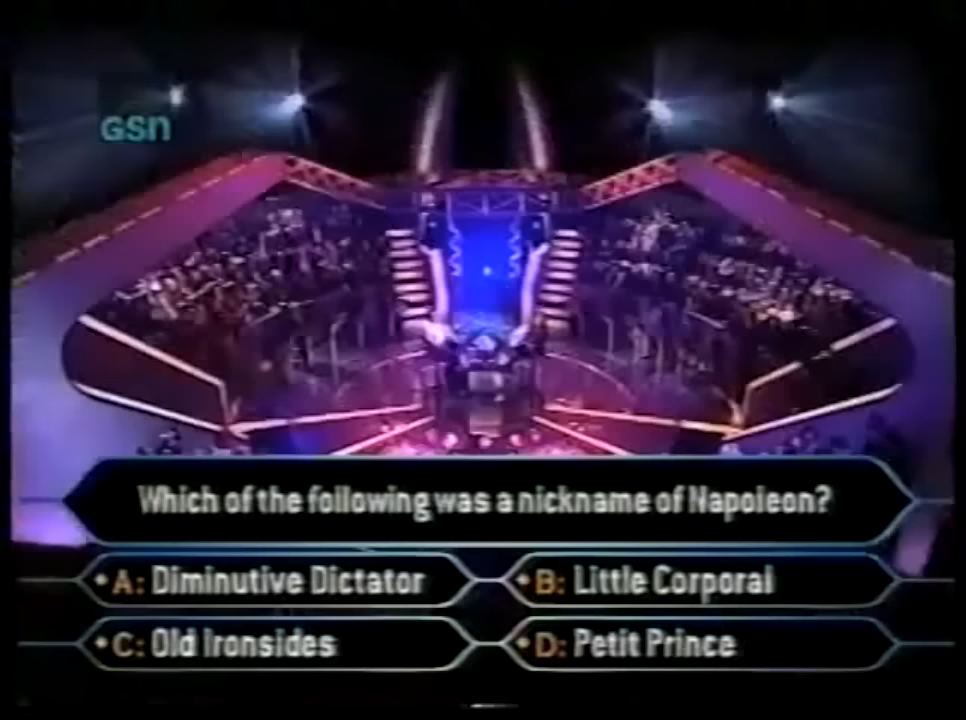 GSN
Which of the following was a nickname of Napoleon?
A: Diminutive Dictator
B: Little Corporal
C: Old Ironsides
D: Petit Prince